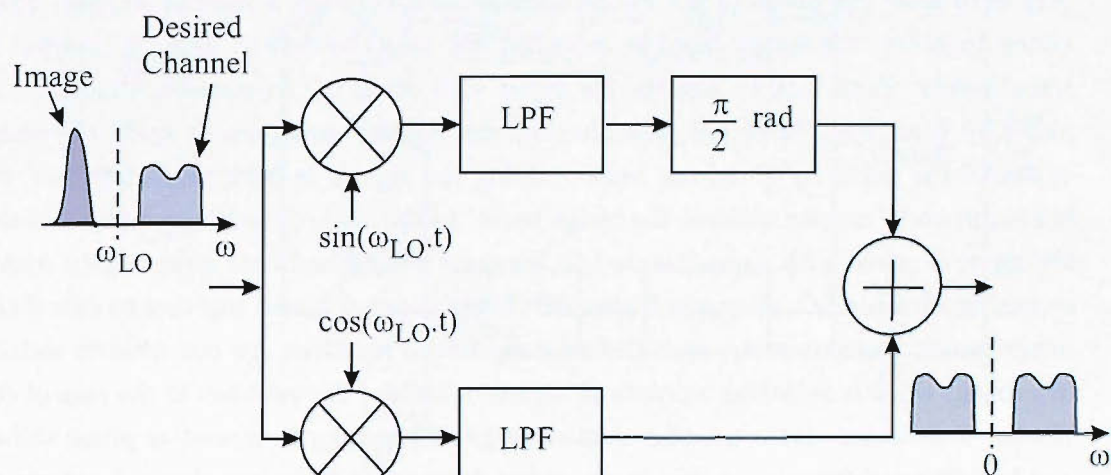 Desired
Channel
Image
LPF
π/2 rad
ω_LO
ω
sin(ω_LO.t)
cos(ω_LO.t)
LPF
0
ω